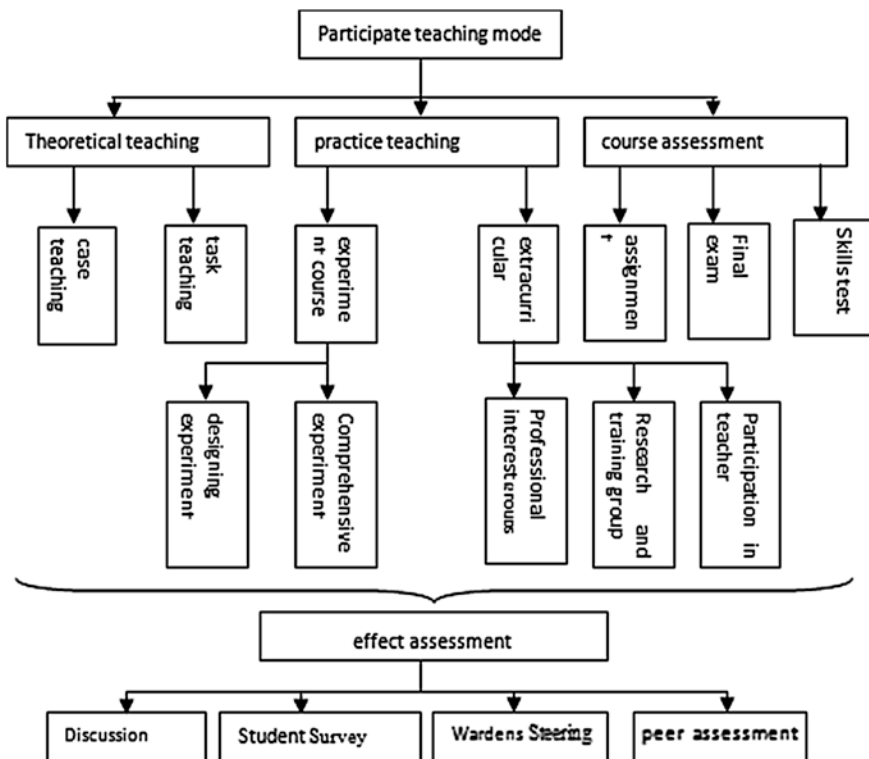 Participate teaching mode
Theoretical teaching
practice teaching
course assessment
case
teaching
task
teaching
experime
nt course
extracurri
cular
assignmen
t
Final
exam
Skills test
designing
experiment
Comprehensive
experiment
Professional
interest groups
Research and
training group
Participation in
teacher
effect assessment
Discussion
Student Survey
Wardens Steering
peer assessment